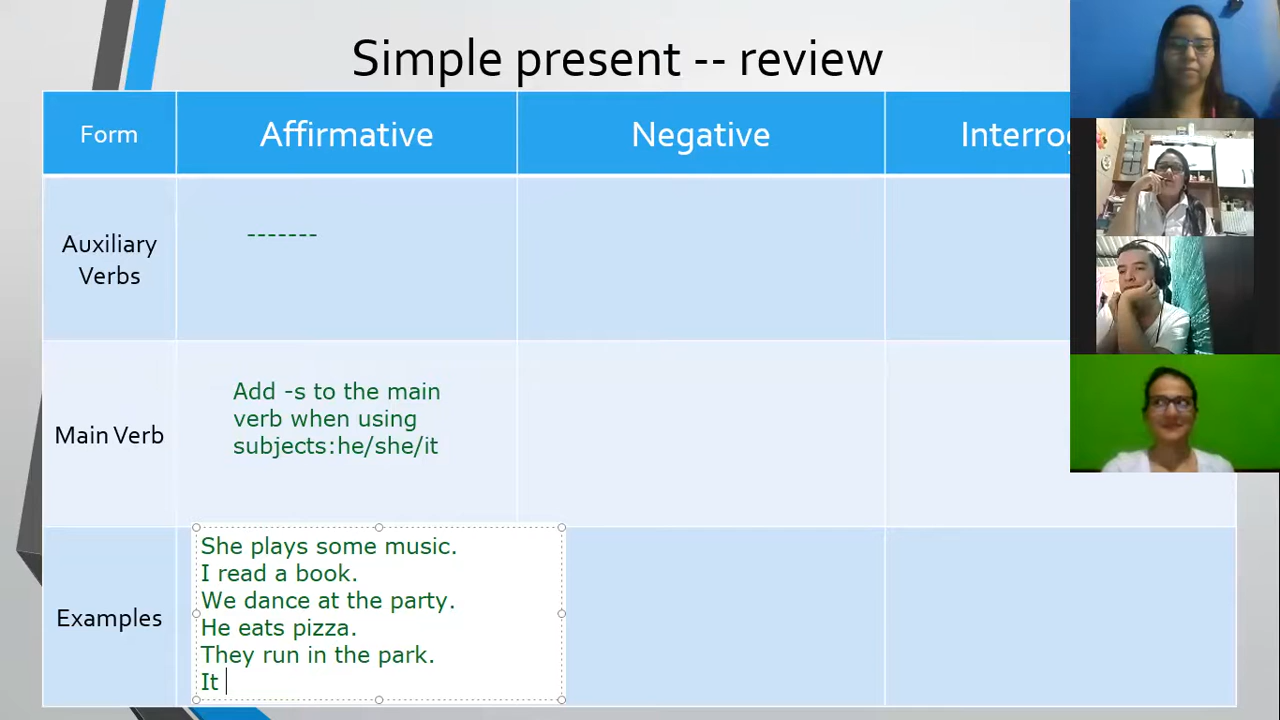 Simple present -- review
Form
Affirmative
Negative
Auxiliary
Verbs
-------
Main Verb
Add -s to the main
verb when using
subjects:he/she/it
Examples
She plays some music.
I read a book.
We dance at the party.
He eats pizza.
They run in the park.
It